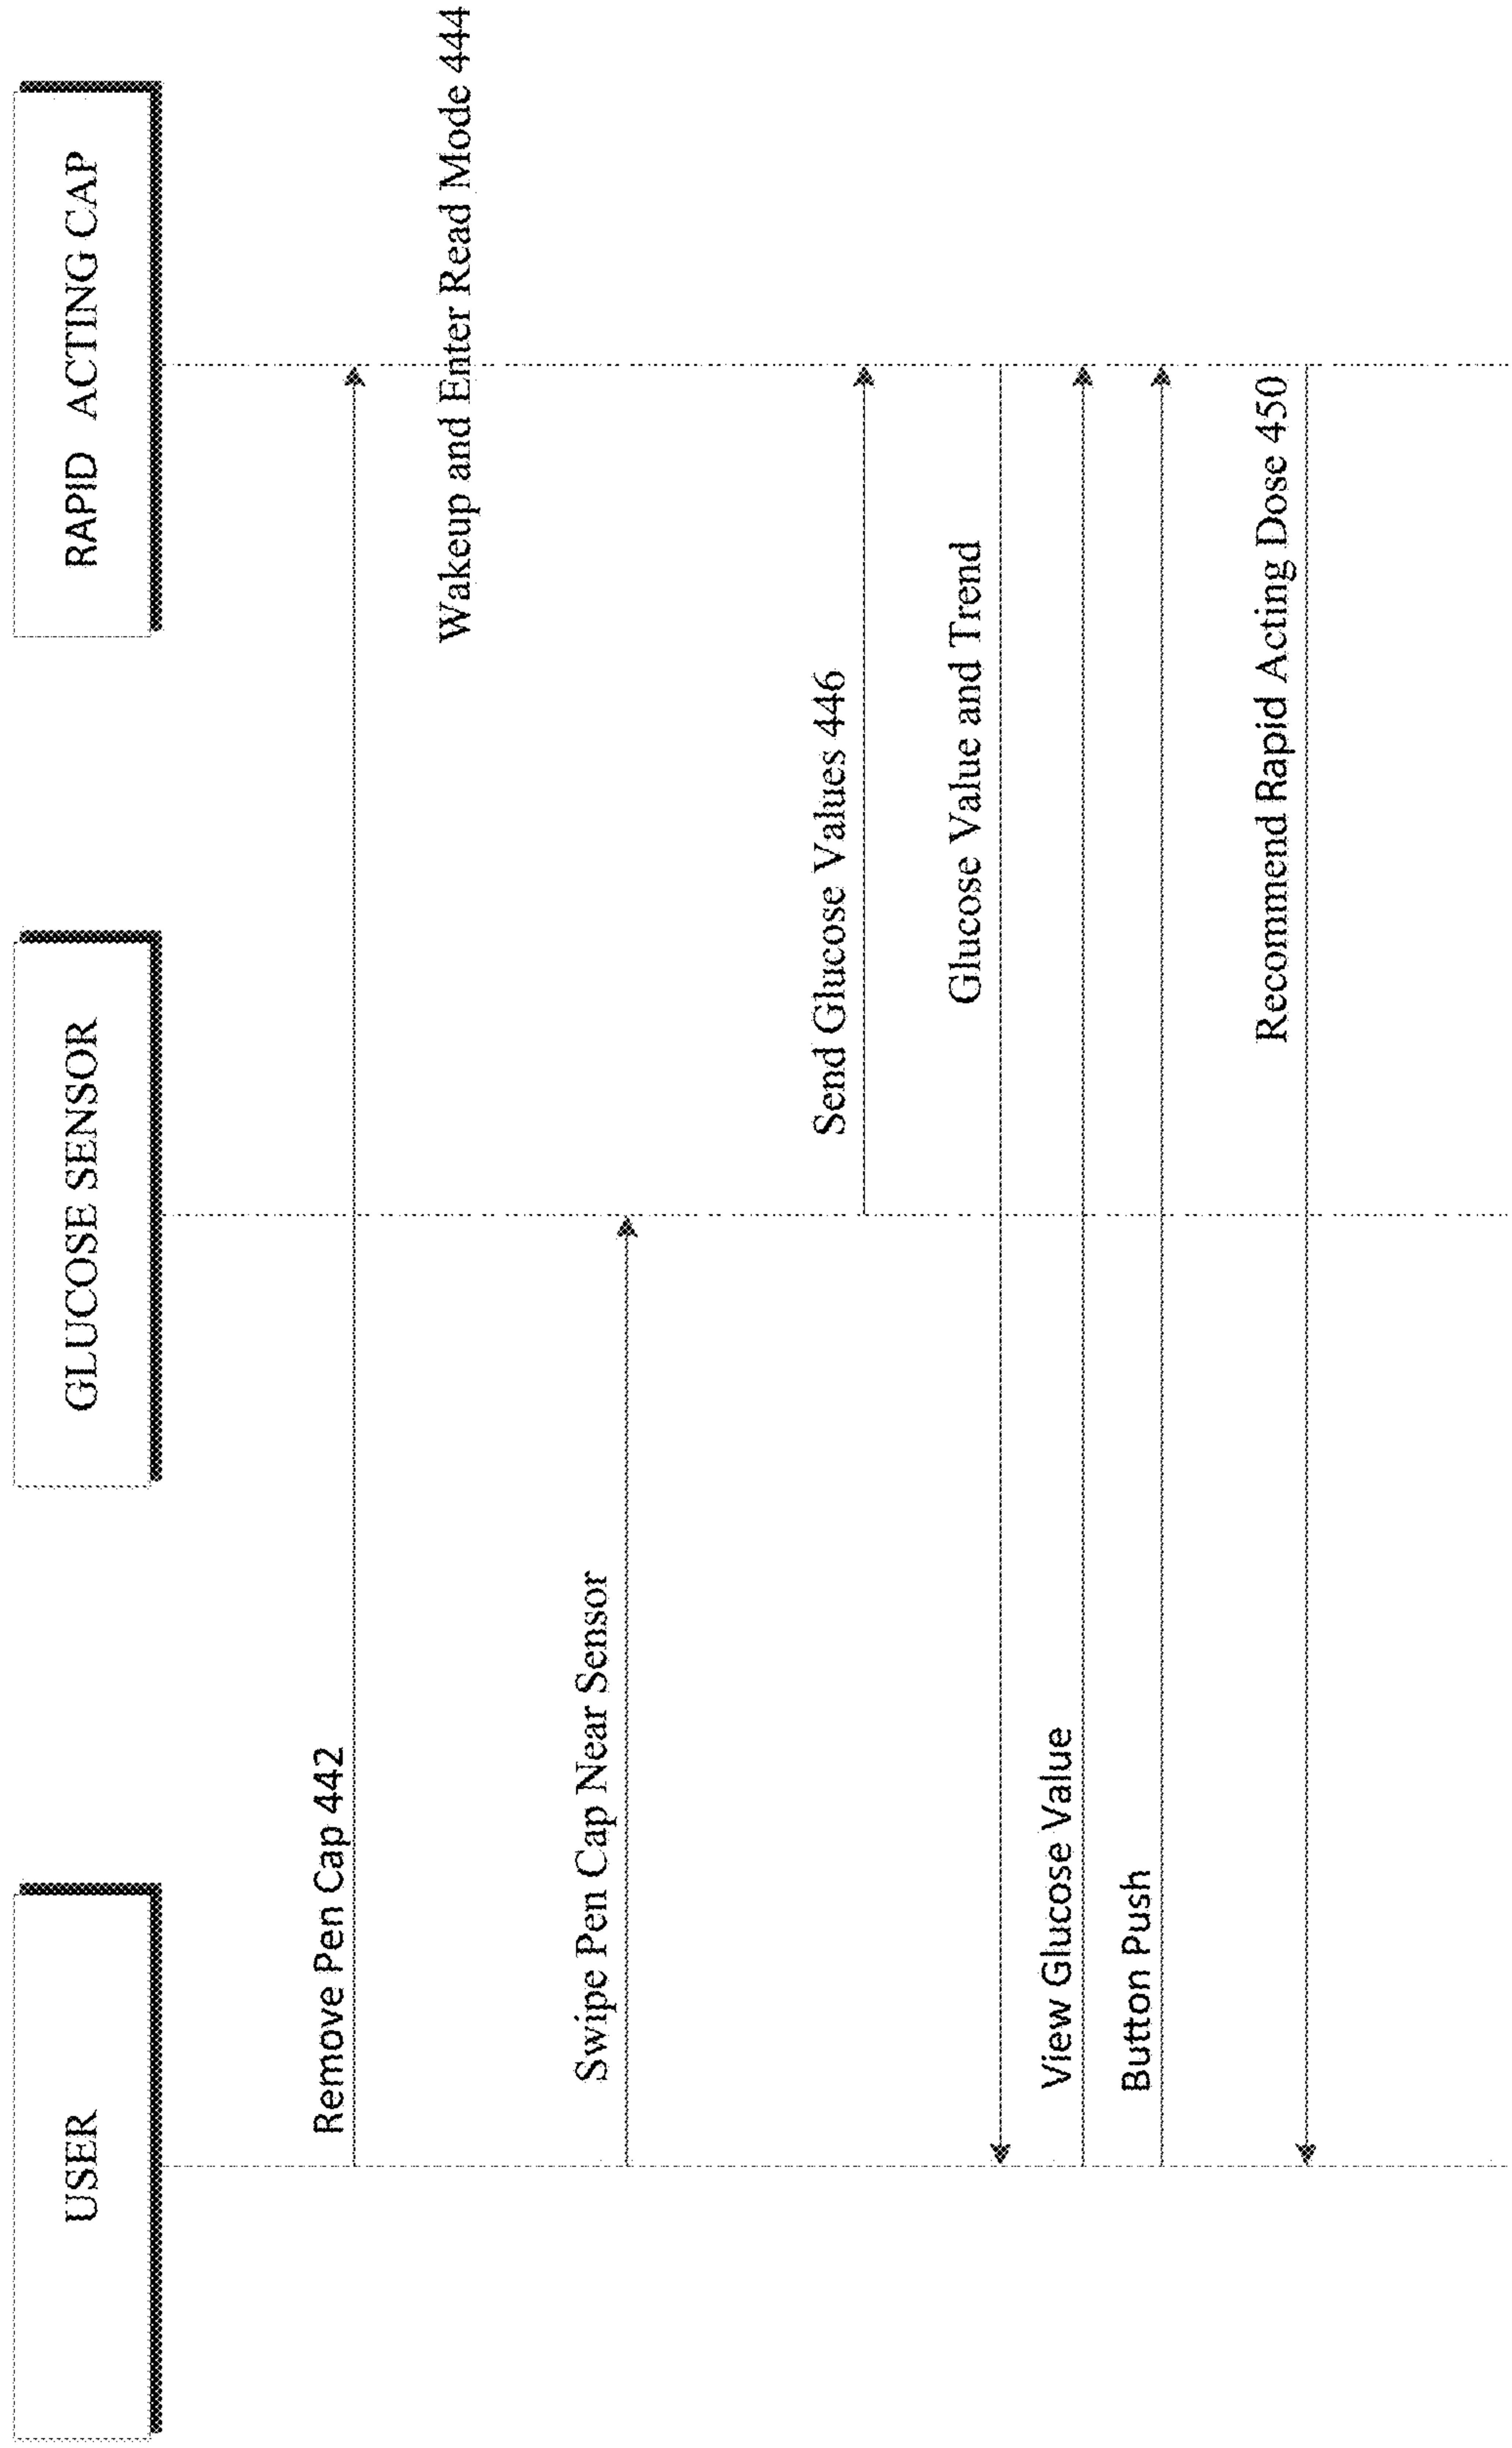 USER
GLUCOSE SENSOR
RAPID ACTING CAP
Remove Pen Cap 442
Wakeup and Enter Read Mode 444
Swipe Pen Cap Near Sensor
Send Glucose Values 446
Glucose Value and Trend
View Glucose Value
Button Push
Recommend Rapid Acting Dose 450